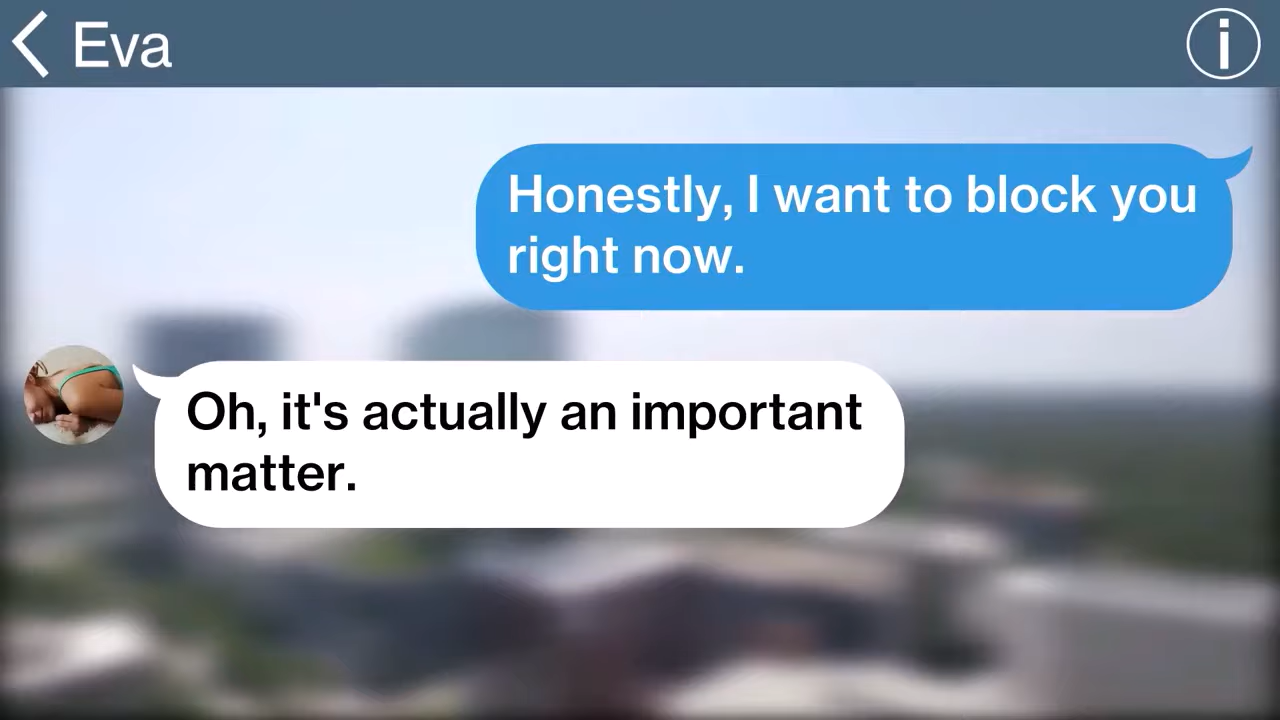 Eva
Honestly, I want to block you
right now.
Oh, it's actually an important
matter.